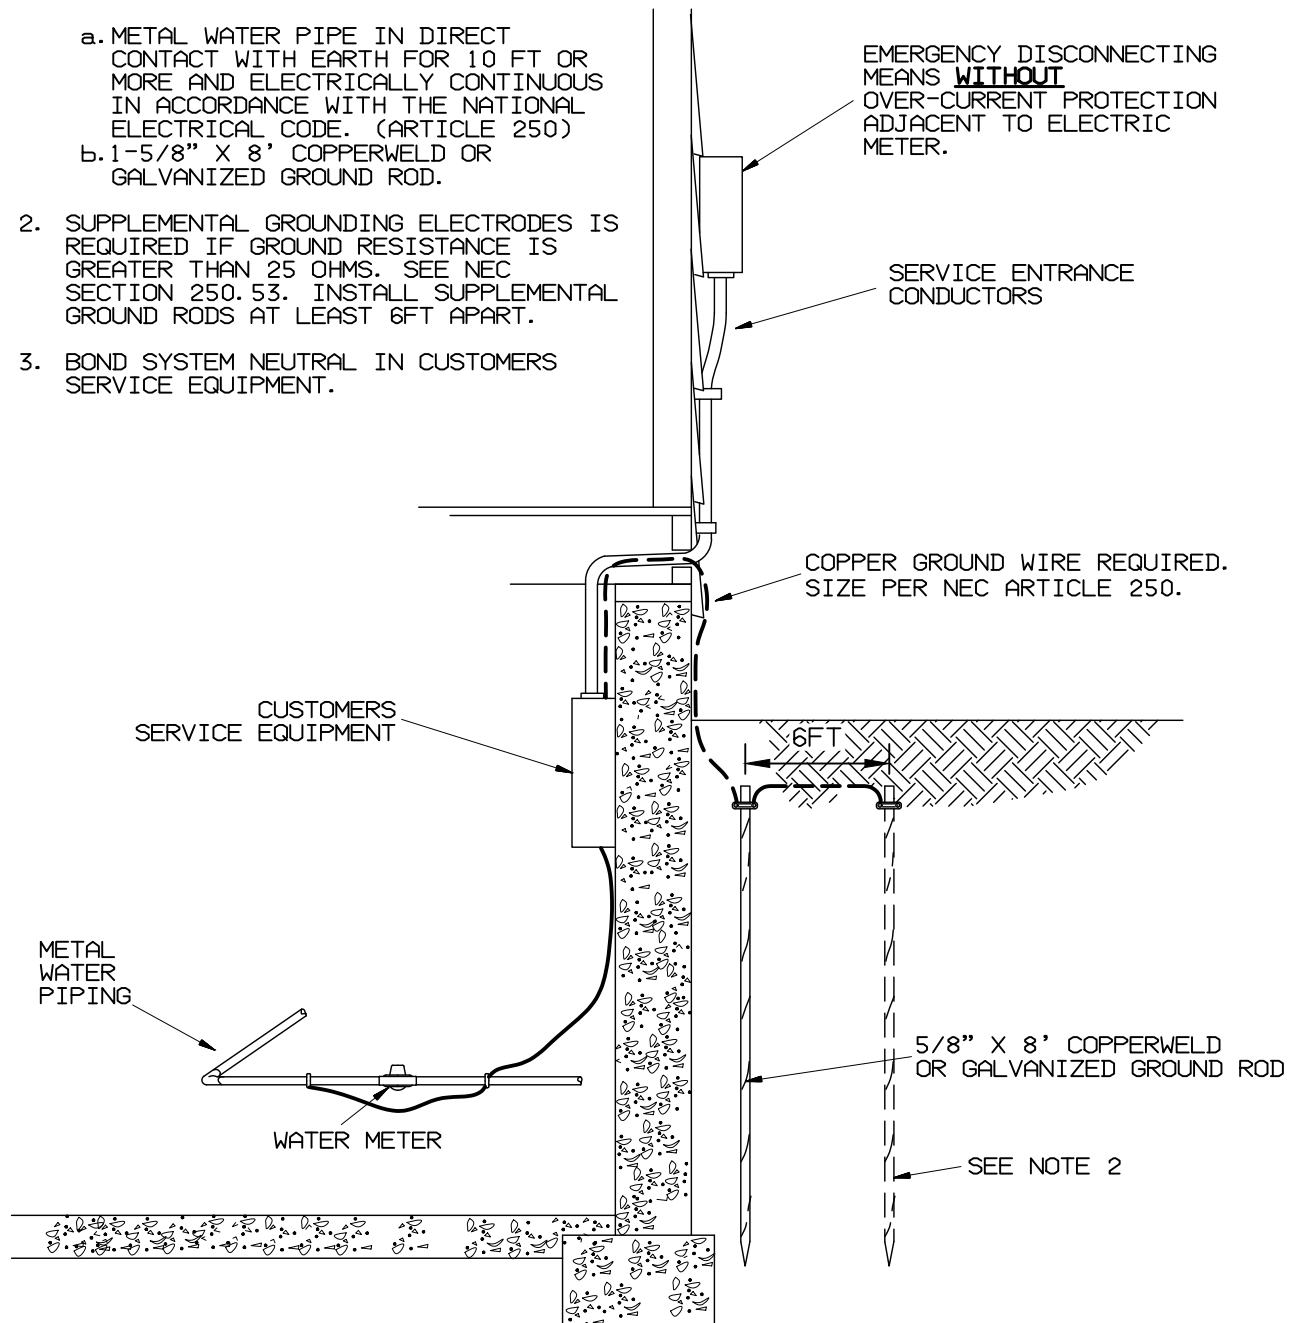 a. METAL WATER PIPE IN DIRECT
CONTACT WITH EARTH FOR 10 FT OR
MORE AND ELECTRICALLY CONTINUOUS
IN ACCORDANCE WITH THE NATIONAL
ELECTRICAL CODE. (ARTICLE 250)
b. 1-5/8" X 8' COPPERWELD OR
GALVANIZED GROUND ROD.
2. SUPPLEMENTAL GROUNDING ELECTRODES IS
REQUIRED IF GROUND RESISTANCE IS
GREATER THAN 25 OHMS. SEE NEC
SECTION 250.53. INSTALL SUPPLEMENTAL
GROUND RODS AT LEAST 6FT APART.
3. BOND SYSTEM NEUTRAL IN CUSTOMERS
SERVICE EQUIPMENT.
EMERGENCY DISCONNECTING
MEANS WITHOUT
OVER-CURRENT PROTECTION
ADJACENT TO ELECTRIC
METER.
SERVICE ENTRANCE
CONDUCTORS
COPPER GROUND WIRE REQUIRED.
SIZE PER NEC ARTICLE 250.
CUSTOMERS
SERVICE EQUIPMENT
6FT
METAL
WATER
PIPING
5/8" X 8' COPPERWELD
OR GALVANIZED GROUND ROD
WATER METER
SEE NOTE 2